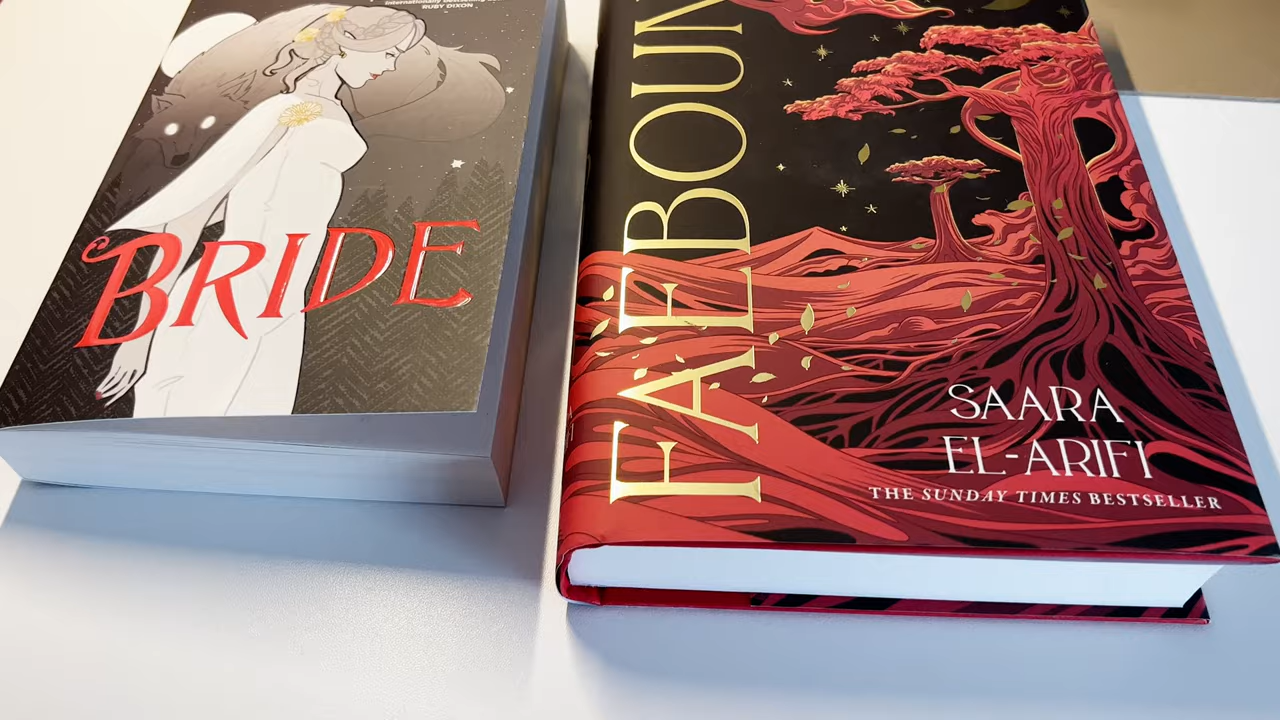 RUBY DIXON
BRIDE
FAEBOUN
SAARA
EL-ARIFI
THE SUNDAY TIMES BESTSELLER